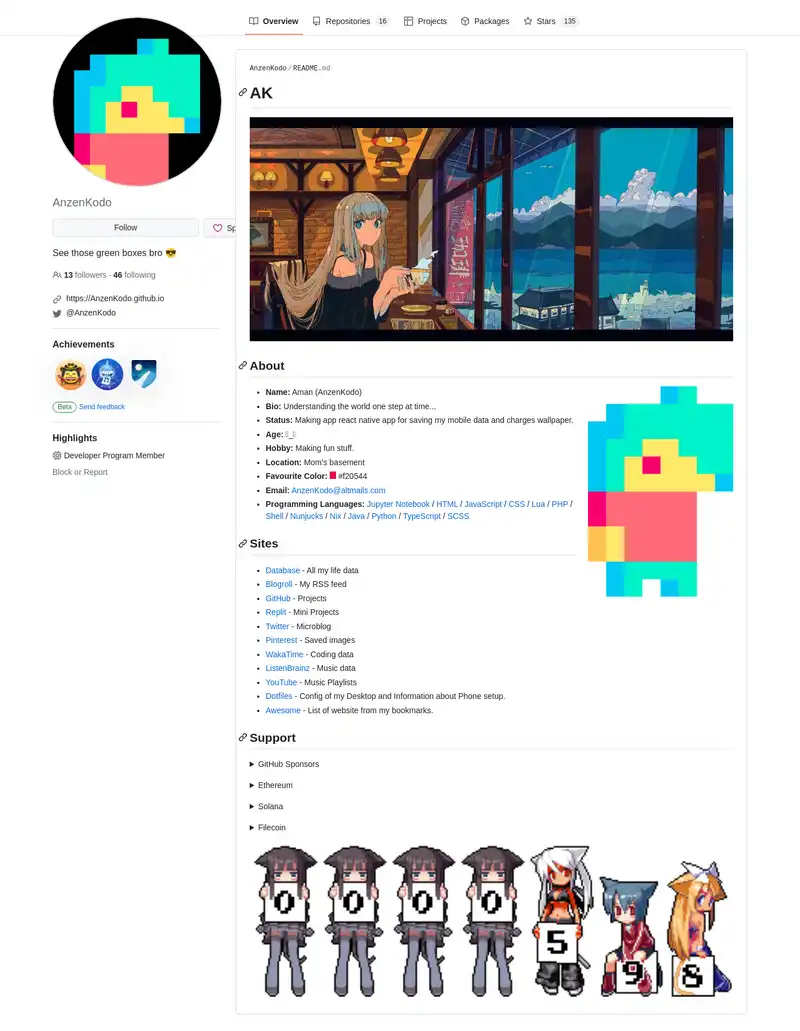 Overview
Repositories 16
Projects
Packages
Stars 135
AnzenKodo
Follow
Sp
See those green boxes bro 😎
13 followers · 46 following
https://AnzenKodo.github.io
@AnzenKodo
Achievements
Beta Send feedback
Highlights
Developer Program Member
Block or Report
AnzenKodo / README.md
AK
About
Name: Aman (AnzenKodo)
Bio: Understanding the world one step at time...
Status: Making app react native app for saving my mobile data and charges wallpaper.
Age:
Hobby: Making fun stuff.
Location: Mom's basement
Favourite Color: #f20544
Email: AnzenKodo@altmails.com
Programming Languages: Jupyter Notebook / HTML / JavaScript / CSS / Lua / PHP /
Shell / Nunjucks / Nix / Java / Python / TypeScript / SCSS
Sites
Database - All my life data
Blogroll - My RSS feed
GitHub - Projects
Replit - Mini Projects
Twitter - Microblog
Pinterest - Saved images
WakaTime - Coding data
ListenBrainz - Music data
YouTube - Music Playlists
Dotfiles - Config of my Desktop and Information about Phone setup.
Awesome - List of website from my bookmarks.
Support
GitHub Sponsors
Ethereum
Solana
Filecoin
0 0 0 0 5 9 8